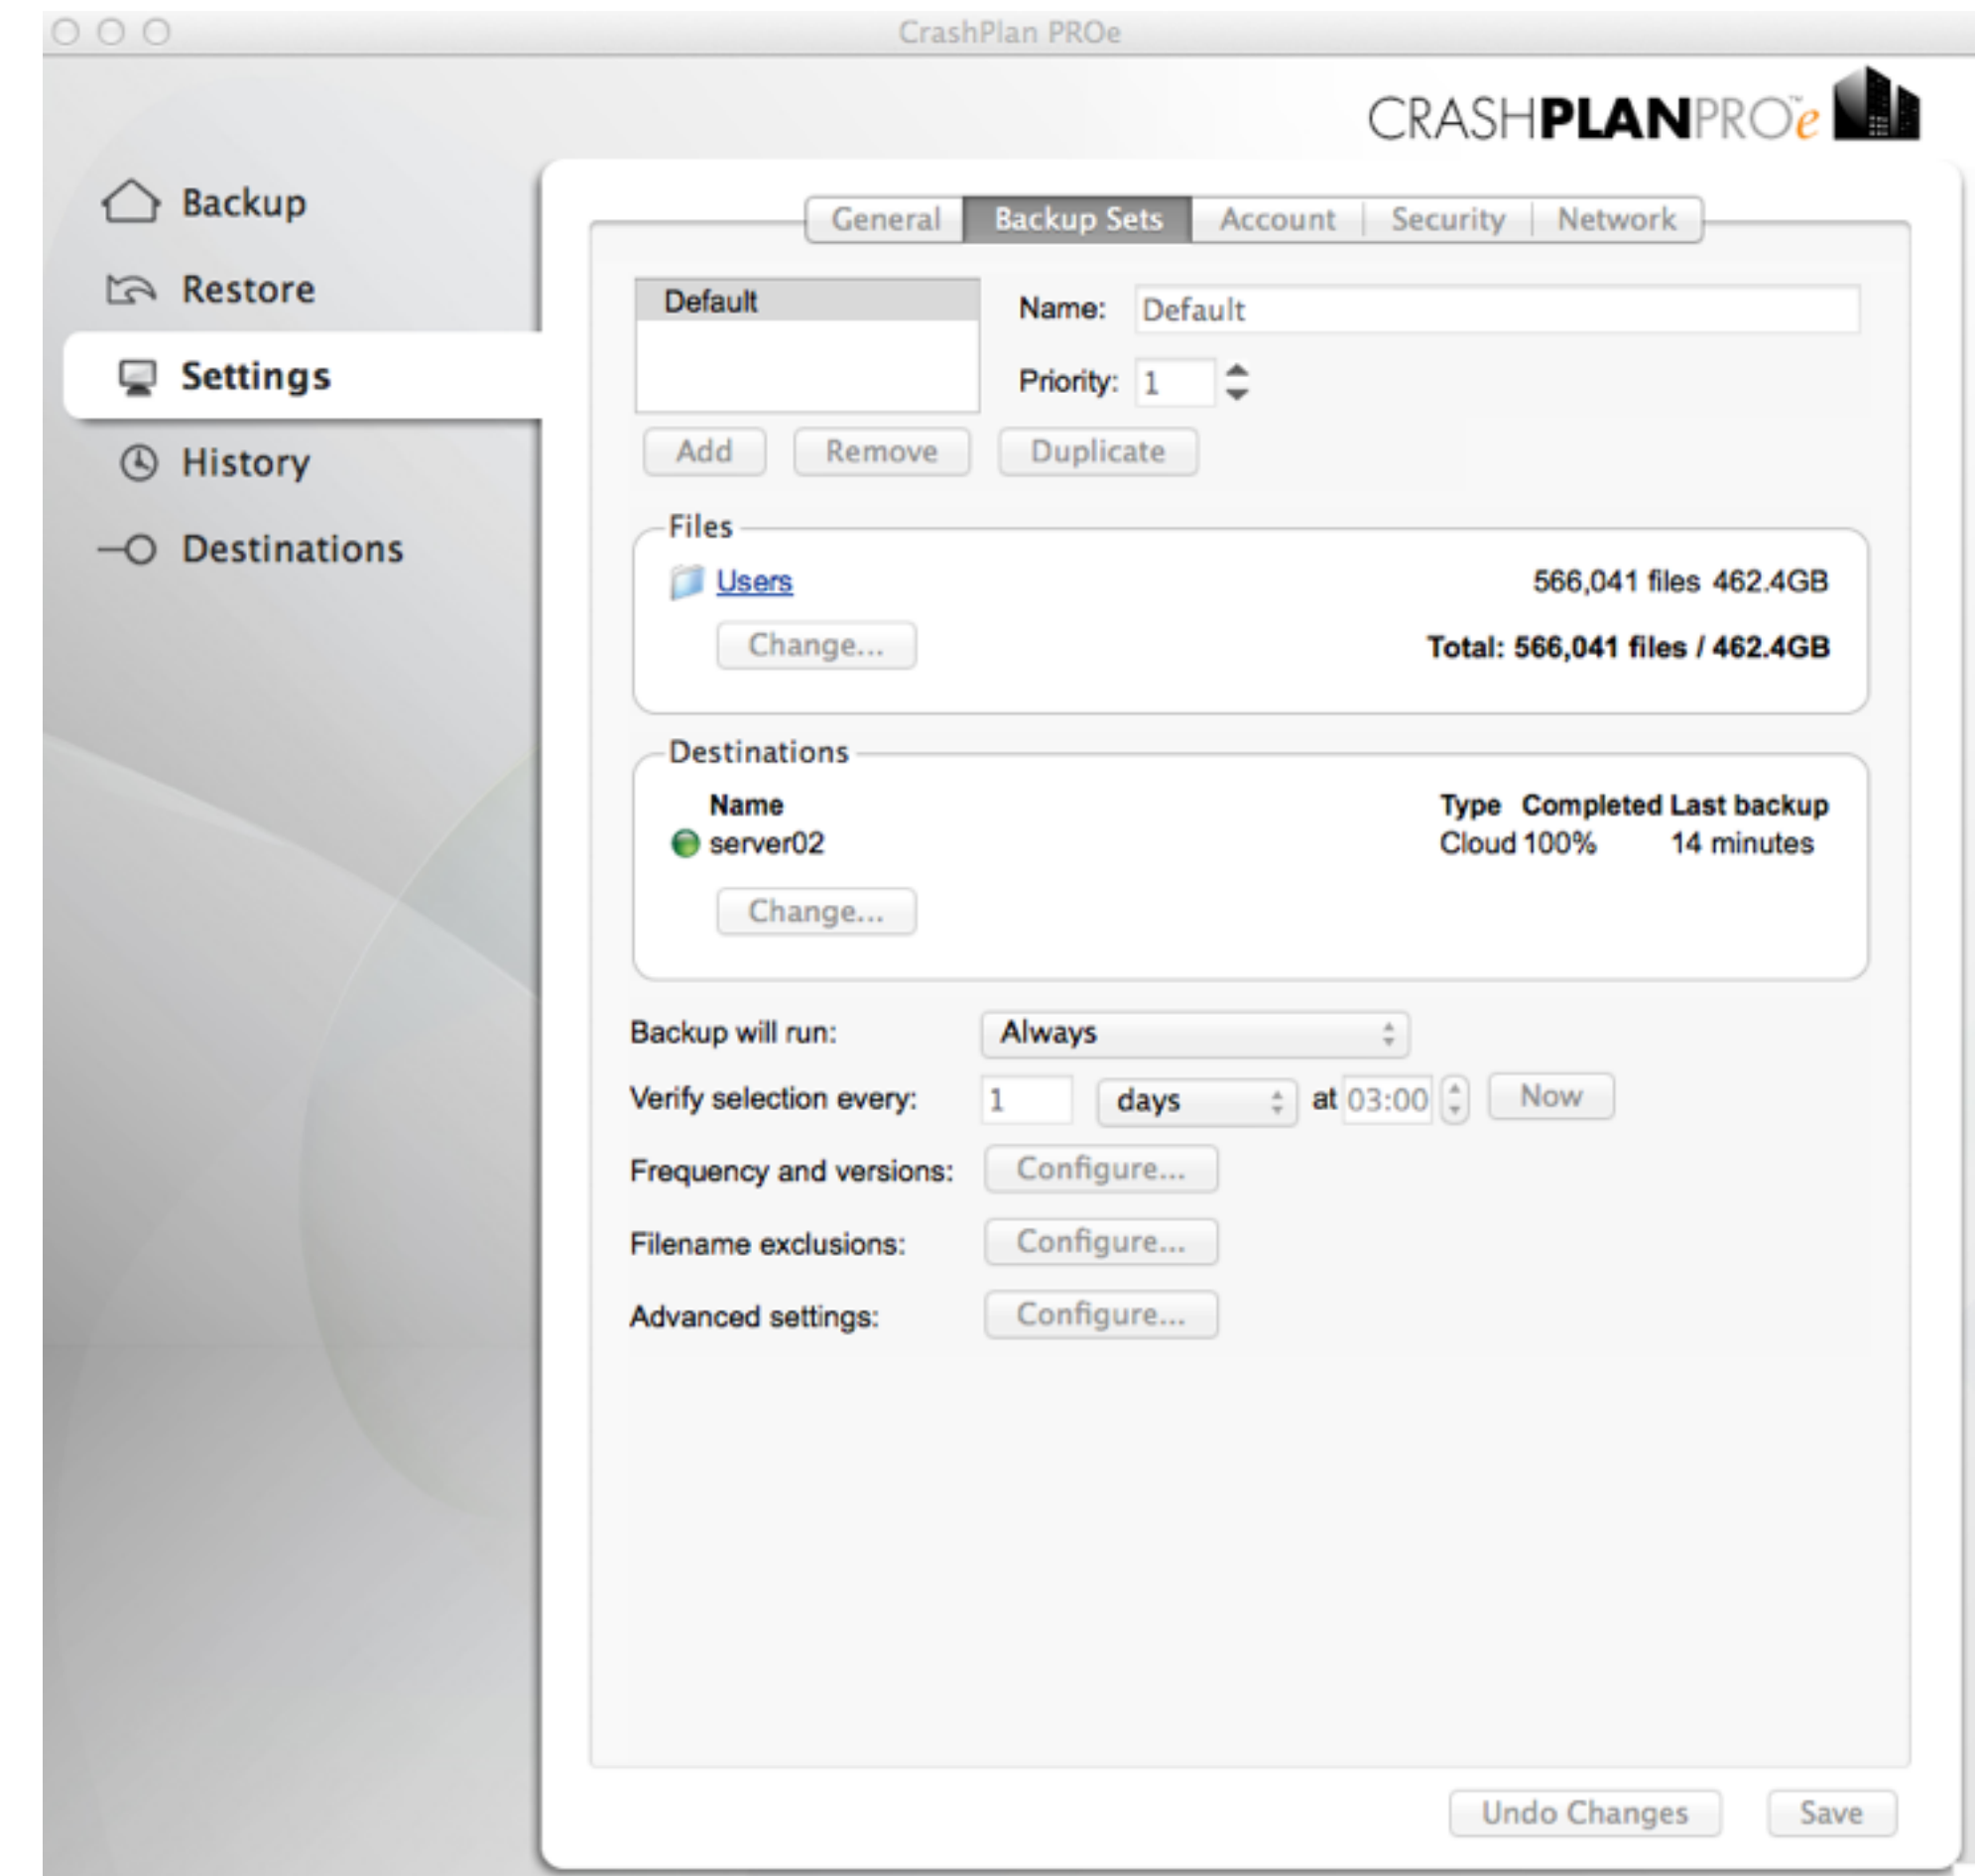 CrashPlan PROe
CRASHPLANPRO™e
Backup
Restore
Settings
History
Destinations
General Backup Sets Account Security Network
Default
Name: Default
Priority: 1
Add Remove Duplicate
Files
Users 566,041 files 462.4GB
Change... Total: 566,041 files / 462.4GB
Destinations
Name Type Completed Last backup
server02 Cloud 100% 14 minutes
Change...
Backup will run: Always
Verify selection every: 1 days at 03:00 Now
Frequency and versions: Configure...
Filename exclusions: Configure...
Advanced settings: Configure...
Undo Changes Save